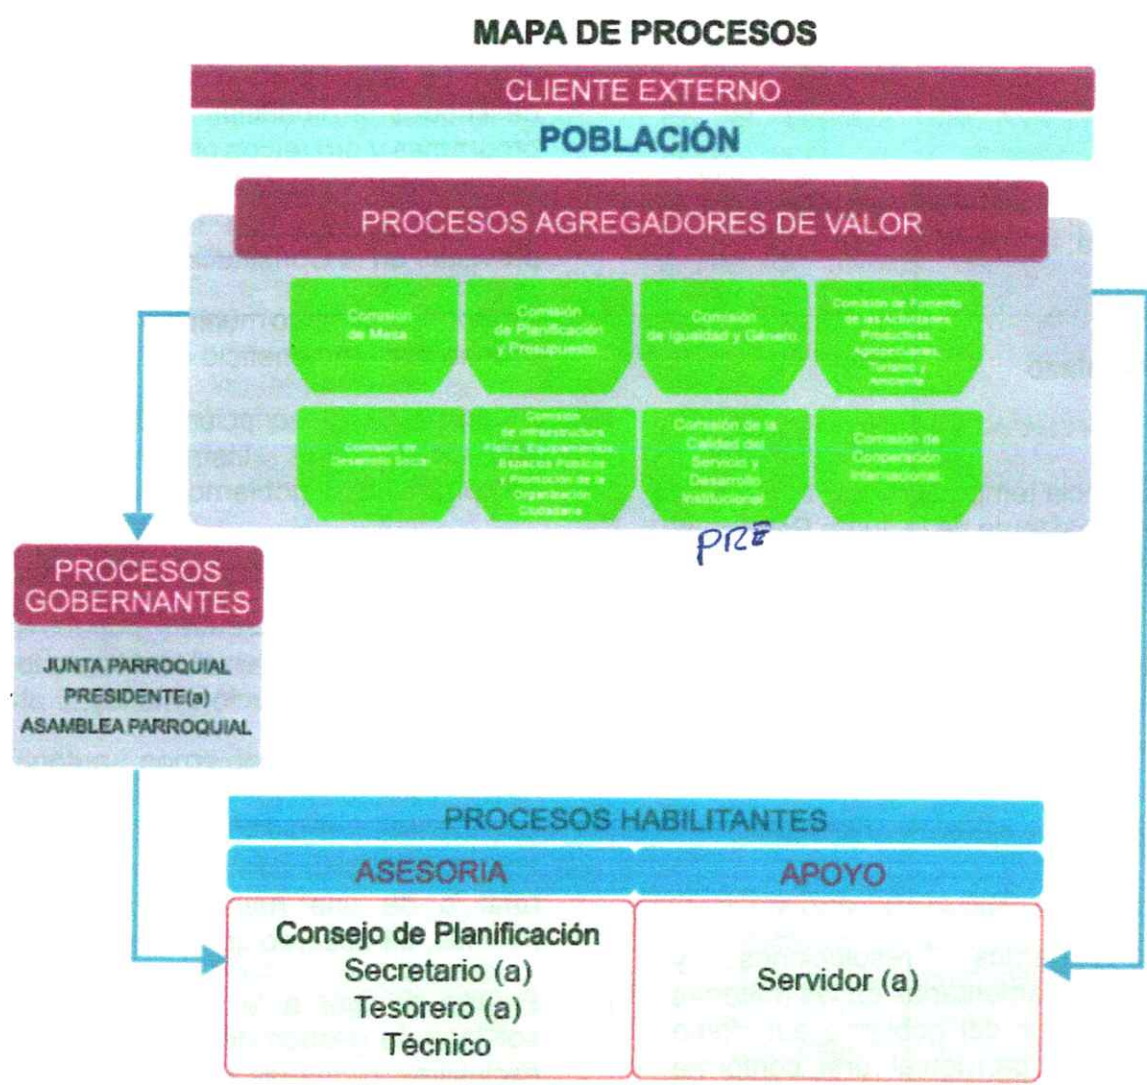 MAPA DE PROCESOS
CLIENTE EXTERNO
POBLACIÓN
PROCESOS AGREGADORES DE VALOR
Comisión
de Mesa
Comisión
de Planificación
y Presupuesto
Comisión
de Igualdad y Género
Comisión de Fomento
de las Actividades
Productivas,
Agropecuarias,
Turismo y
Ambiente
Comisión de
Desarrollo Social
Comisión
de Infraestructura
Física, Equipamientos,
Espacios Públicos
y Promoción de la
Organización
Ciudadana
Comisión de la
Calidad del
Servicio y
Desarrollo
Institucional
Comisión de
Cooperación
Internacional
PRE
PROCESOS
GOBERNANTES
JUNTA PARROQUIAL
PRESIDENTE(a)
ASAMBLEA PARROQUIAL
PROCESOS HABILITANTES
ASESORIA
APOYO
Consejo de Planificación
Secretario (a)
Tesorero (a)
Técnico
Servidor (a)